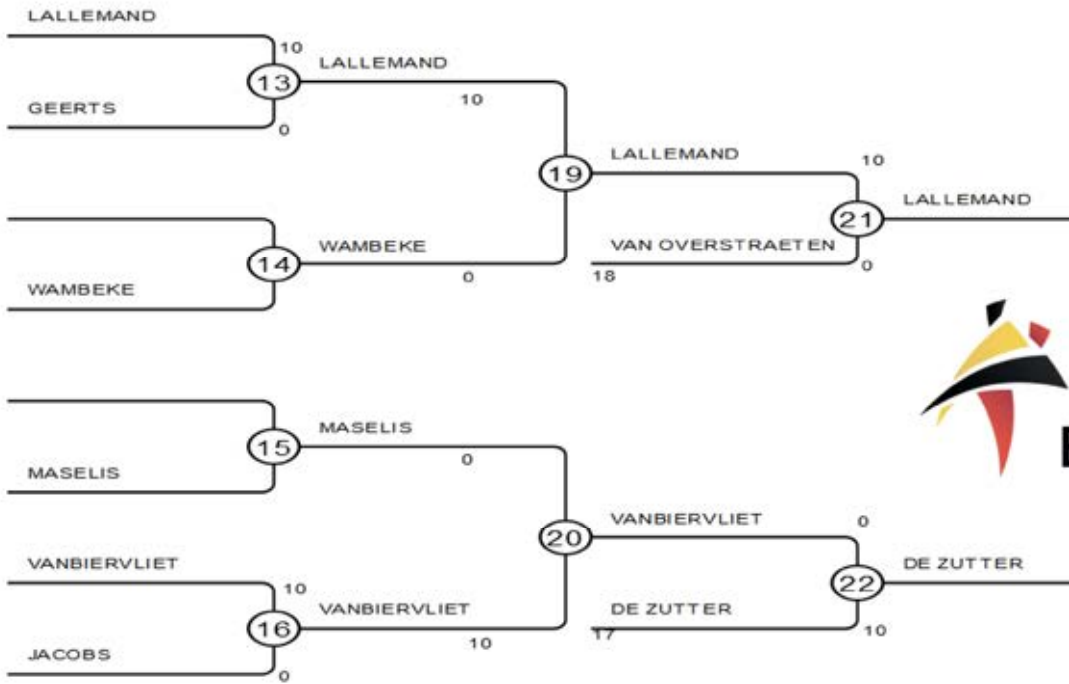 LALLEMAND
10
13
LALLEMAND
10
GEERTS
0
19
LALLEMAND
10
21
LALLEMAND
14
WAMBEKE
0
VAN OVERSTRAETEN
18
0
WAMBEKE
15
MASELIS
0
MASELIS
20
VANBIERVLIET
0
22
DE ZUTTER
VANBIERVLIET
10
16
VANBIERVLIET
10
DE ZUTTER
17
10
JACOBS
0